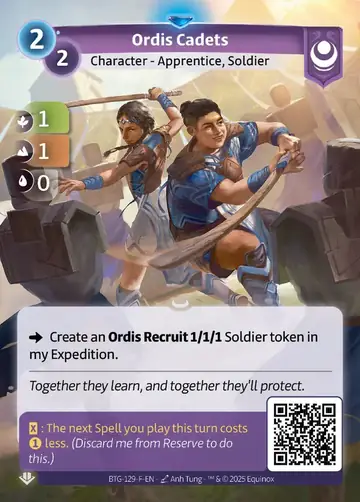 2
Ordis Cadets
2
Character - Apprentice, Soldier
1
1
0
Create an Ordis Recruit 1/1/1 Soldier token in
my Expedition.
Together they learn, and together they'll protect.
X : The next Spell you play this turn costs
1 less. (Discard me from Reserve to do
this.)
BTG-129-F-EN - Anh Tung - ™ & © 2025 Equinox